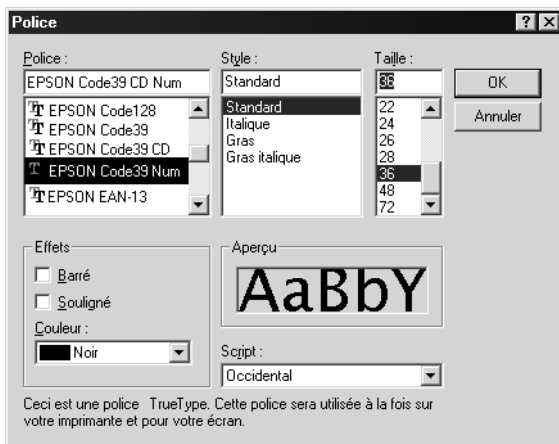 Police
Police :
EPSON Code39 CD Num
EPSON Code128
EPSON Code39
EPSON Code39 CD
EPSON Code39 Num
EPSON EAN-13
Style :
Standard
Standard
Italique
Gras
Gras italique
Taille :
36
22
24
26
28
36
48
72
OK
Annuler
Effets
Barré
Souligné
Couleur :
Noir
Aperçu
AaBbY
Script :
Occidental
Ceci est une police TrueType. Cette police sera utilisée à la fois sur
votre imprimante et pour votre écran.